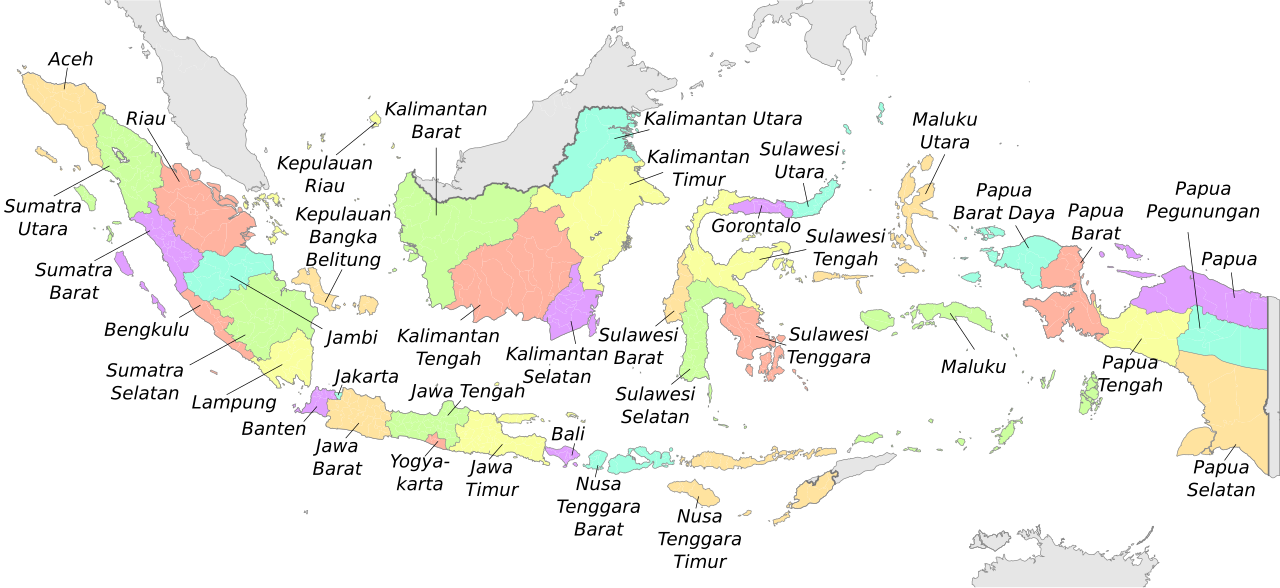 Aceh
Riau
Sumatra
Utara
Sumatra
Barat
Bengkulu
Sumatra
Selatan
Lampung
Jambi
Kepulauan
Riau
Kepulauan
Bangka
Belitung
Banten
Jakarta
Jawa
Barat
Jawa Tengah
Yogya-
karta
Jawa
Timur
Bali
Nusa
Tenggara
Barat
Nusa
Tenggara
Timur
Kalimantan
Barat
Kalimantan
Tengah
Kalimantan
Selatan
Kalimantan Utara
Kalimantan
Timur
Sulawesi
Utara
Gorontalo
Sulawesi
Tengah
Sulawesi
Barat
Sulawesi
Selatan
Sulawesi
Tenggara
Maluku
Utara
Maluku
Papua
Barat Daya
Papua
Barat
Papua
Pegunungan
Papua
Papua
Tengah
Papua
Selatan